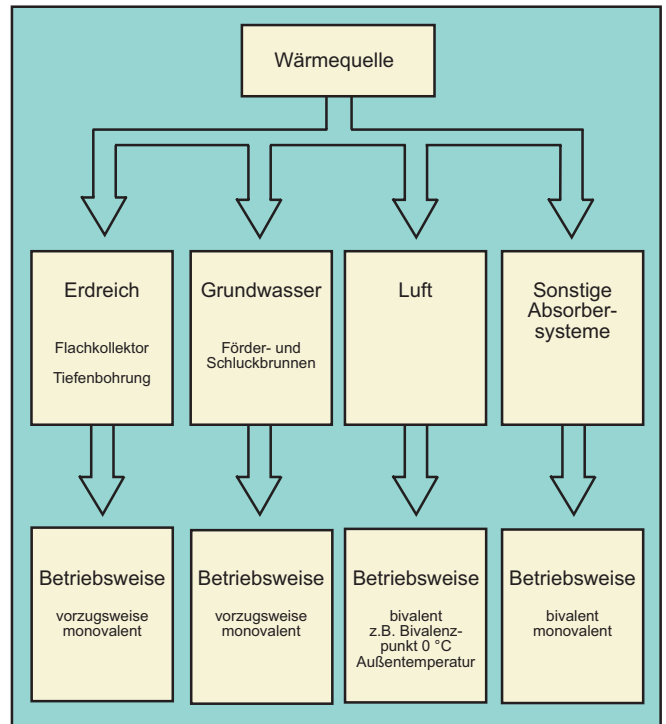 Wärmequelle
Erdreich
Flachkollektor
Tiefenbohrung
Grundwasser
Förder- und
Schluckbrunnen
Luft
Sonstige
Absorber-
systeme
Betriebsweise
vorzugsweise
monovalent
Betriebsweise
vorzugsweise
monovalent
Betriebsweise
bivalent
z.B. Bivalenz-
punkt 0 °C
Außentemperatur
Betriebsweise
bivalent
monovalent